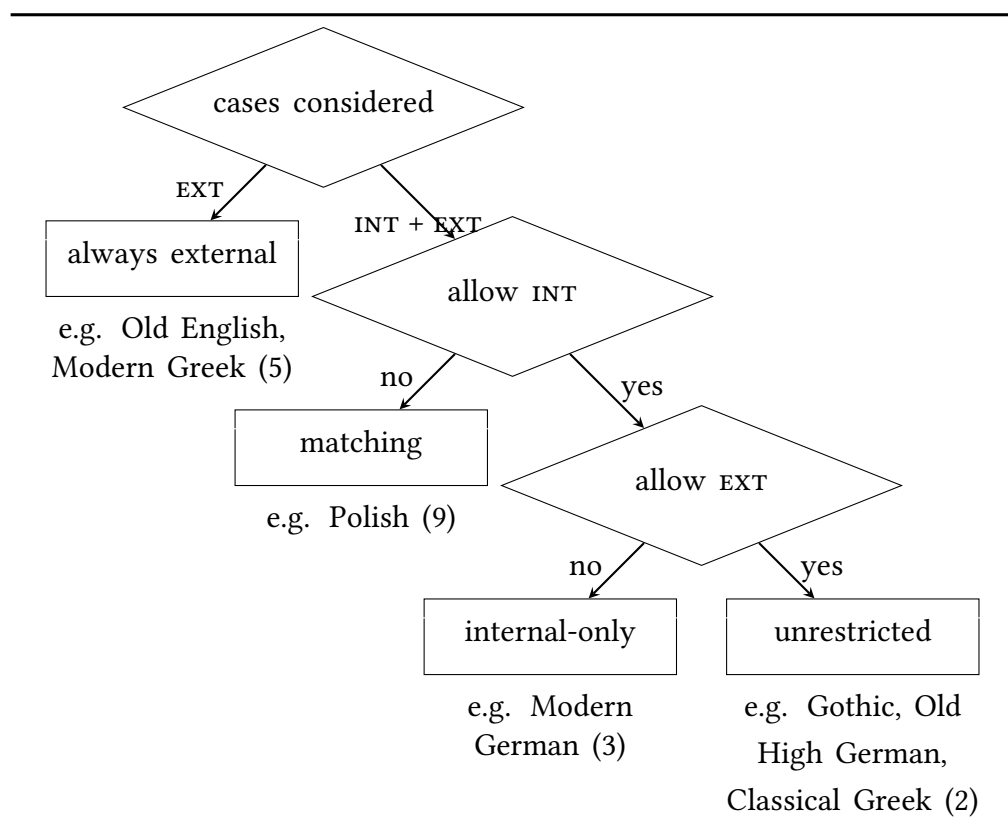 cases considered
EXT
INT + EXT
always external
allow INT
e.g. Old English,
Modern Greek (5)
no
yes
matching
allow EXT
e.g. Polish (9)
no
yes
internal-only
unrestricted
e.g. Modern
German (3)
e.g. Gothic, Old
High German,
Classical Greek (2)